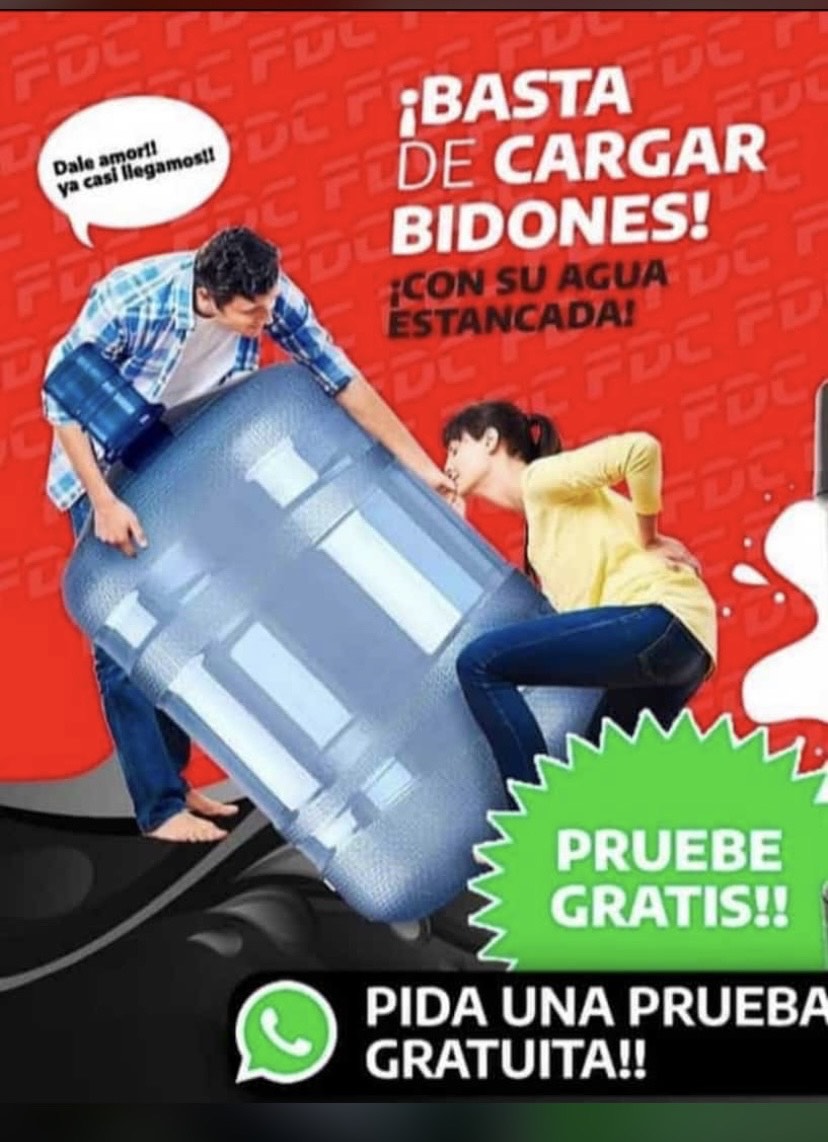 Dale amor!!
ya casi llegamos!!
¡BASTA
DE CARGAR
BIDONES!
¡CON SU AGUA
ESTANCADA!
PRUEBE
GRATIS!!
PIDA UNA PRUEBA
GRATUITA!!
FDC